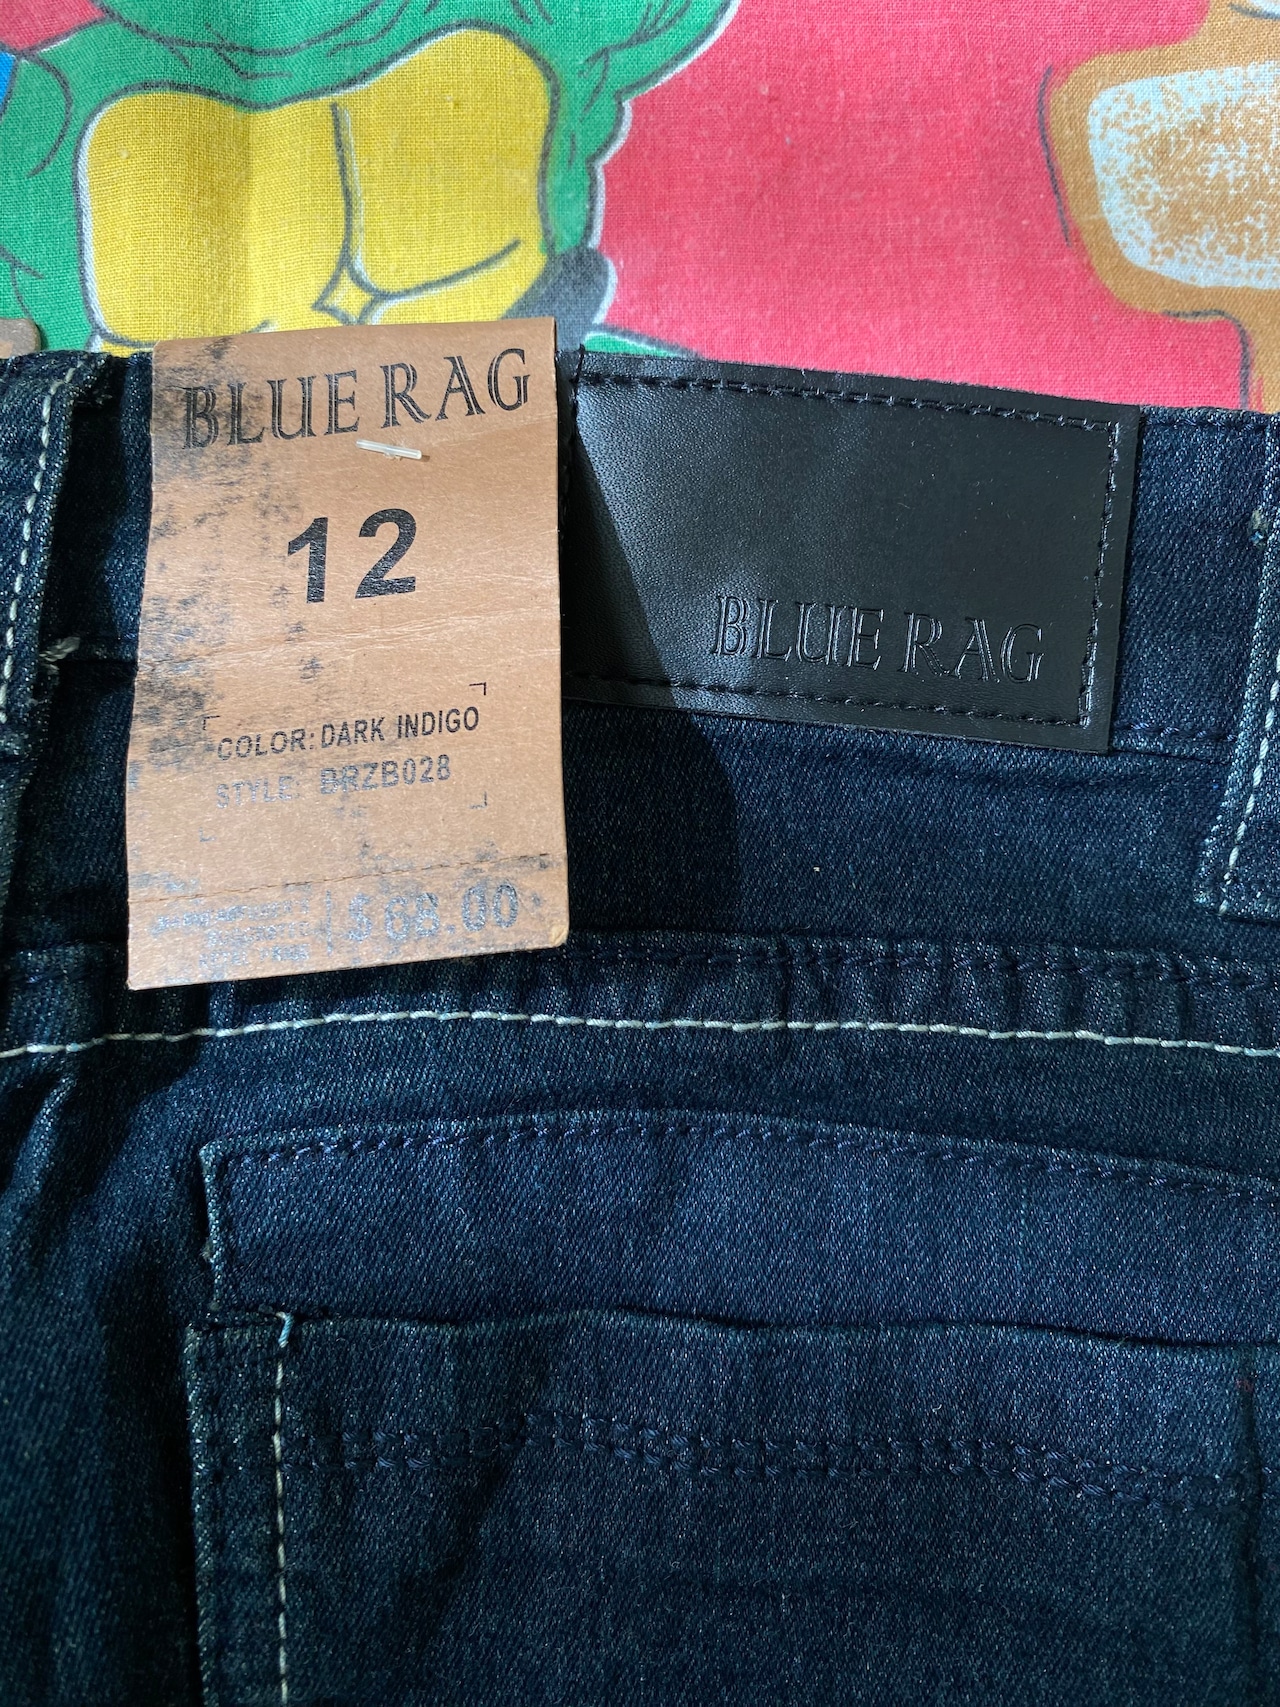 BLUE RAG
12
COLOR: DARK INDIGO
STYLE: BRZB028
$68.00
BLUE RAG